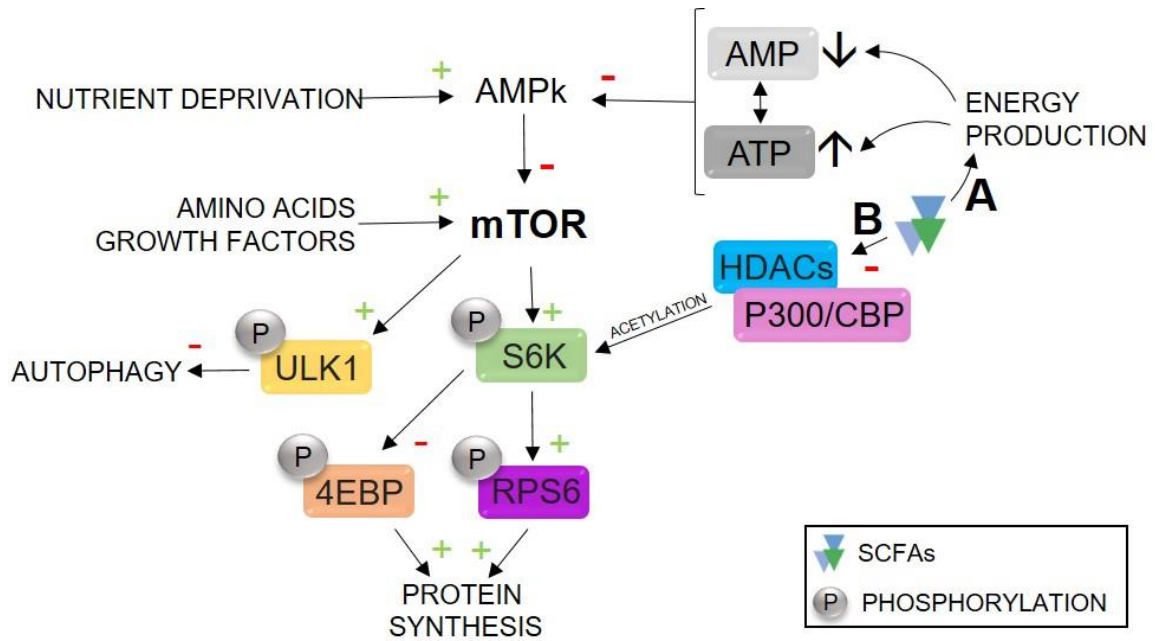 AMP ↓
+
-
AMPk
NUTRIENT DEPRIVATION
ENERGY
PRODUCTION
ATP ↑
-
A
+
AMINO ACIDS
GROWTH FACTORS
mTOR
B
HDACs
-
P300/CBP
ACETYLATION
+
P
ULK1
P
+
S6K
-
AUTOPHAGY
P
-
4EBP
P
+
RPS6
+ +
PROTEIN
SYNTHESIS
SCFAs
P PHOSPHORYLATION